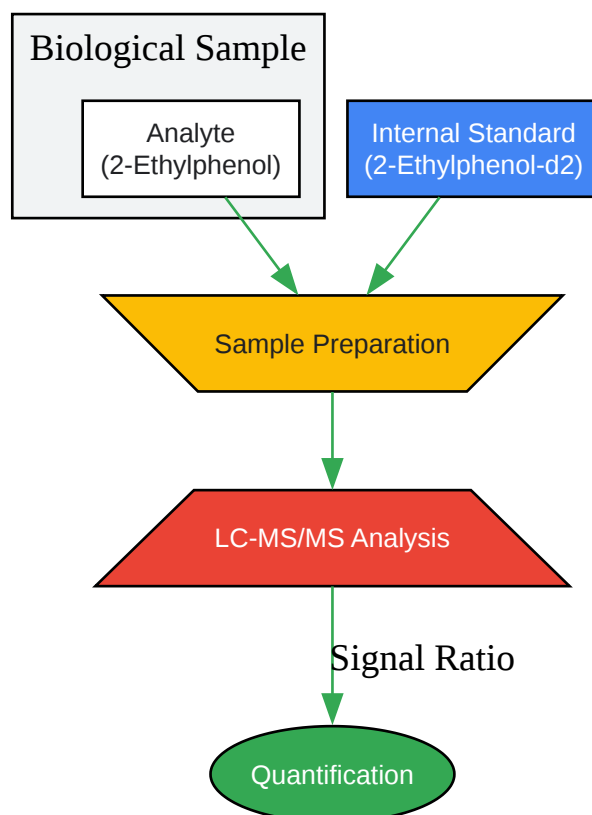 Biological Sample
Analyte
(2-Ethylphenol)
Internal Standard
(2-Ethylphenol-d2)
Sample Preparation
LC-MS/MS Analysis
Signal Ratio
Quantification